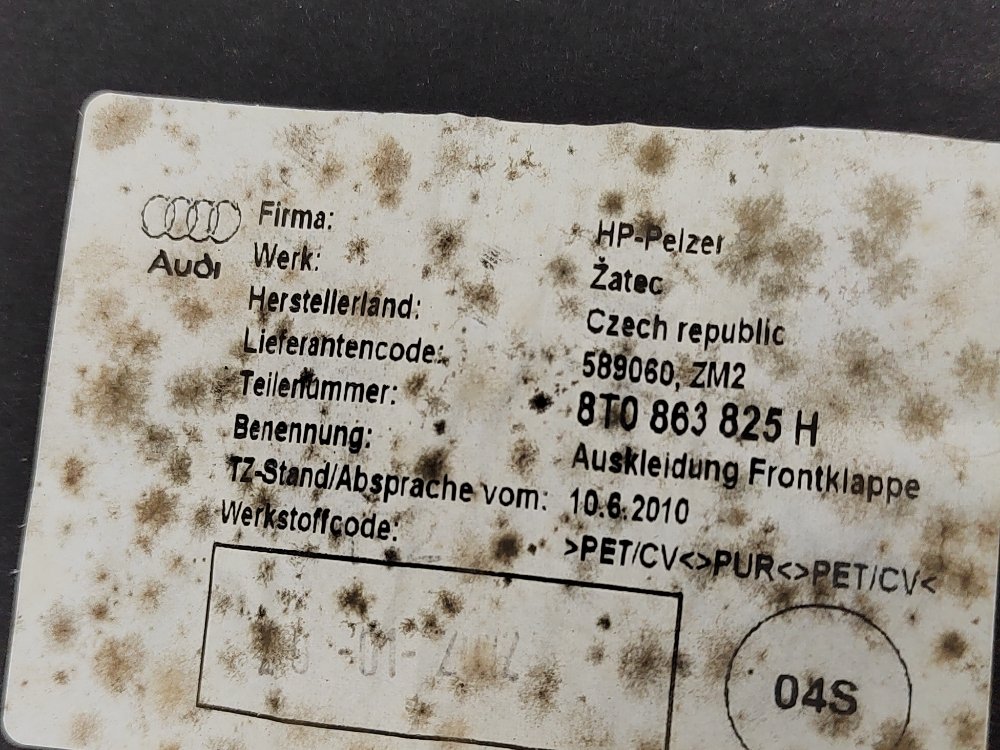 Audi
Firma: HP-Pelzer
Werk: Žatec
Herstellerland: Czech republic
Lieferantencode: 589060, ZM2
Teilenummer: 8T0 863 825 H
Benennung: Auskleidung Frontklappe
TZ-Stand/Absprache vom: 10.6.2010
Werkstoffcode: >PET/CV<>PUR<>PET/CV<
04S